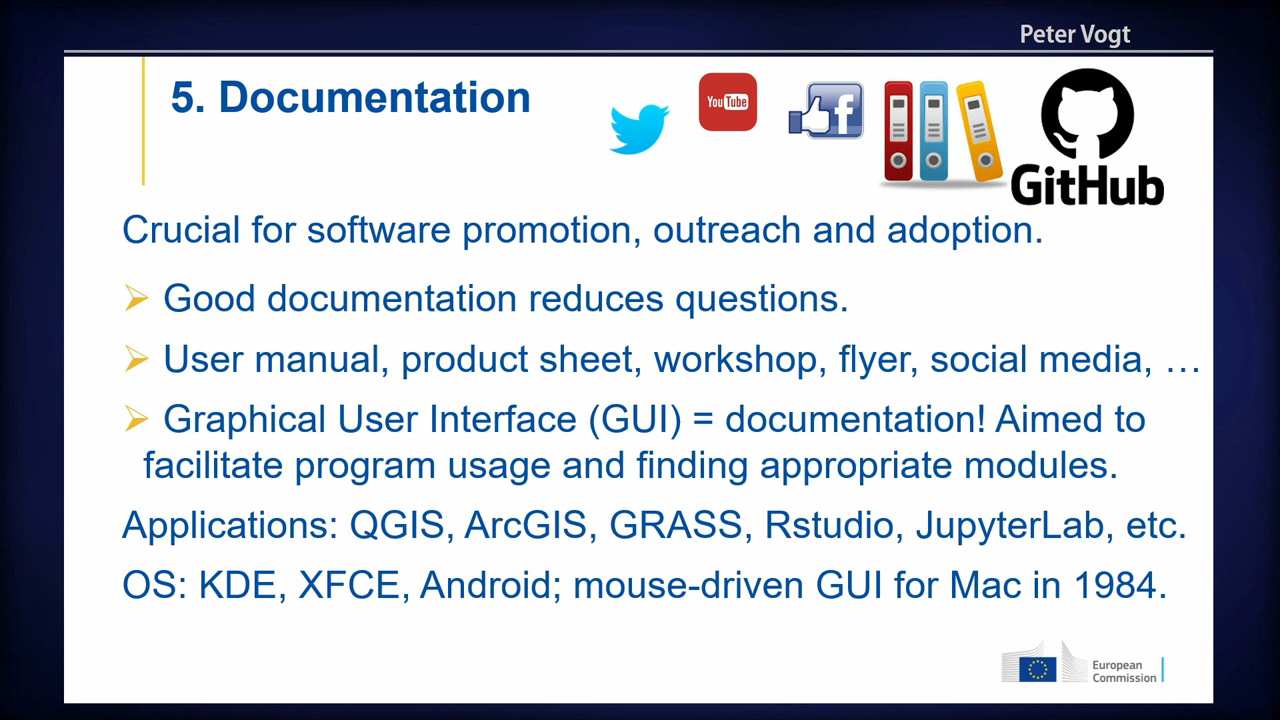 Peter Vogt
5. Documentation
You Tube
f
GitHub
Crucial for software promotion, outreach and adoption.
Good documentation reduces questions.
User manual, product sheet, workshop, flyer, social media, …
Graphical User Interface (GUI) = documentation! Aimed to
facilitate program usage and finding appropriate modules.
Applications: QGIS, ArcGIS, GRASS, Rstudio, JupyterLab, etc.
OS: KDE, XFCE, Android; mouse-driven GUI for Mac in 1984.
European
Commission